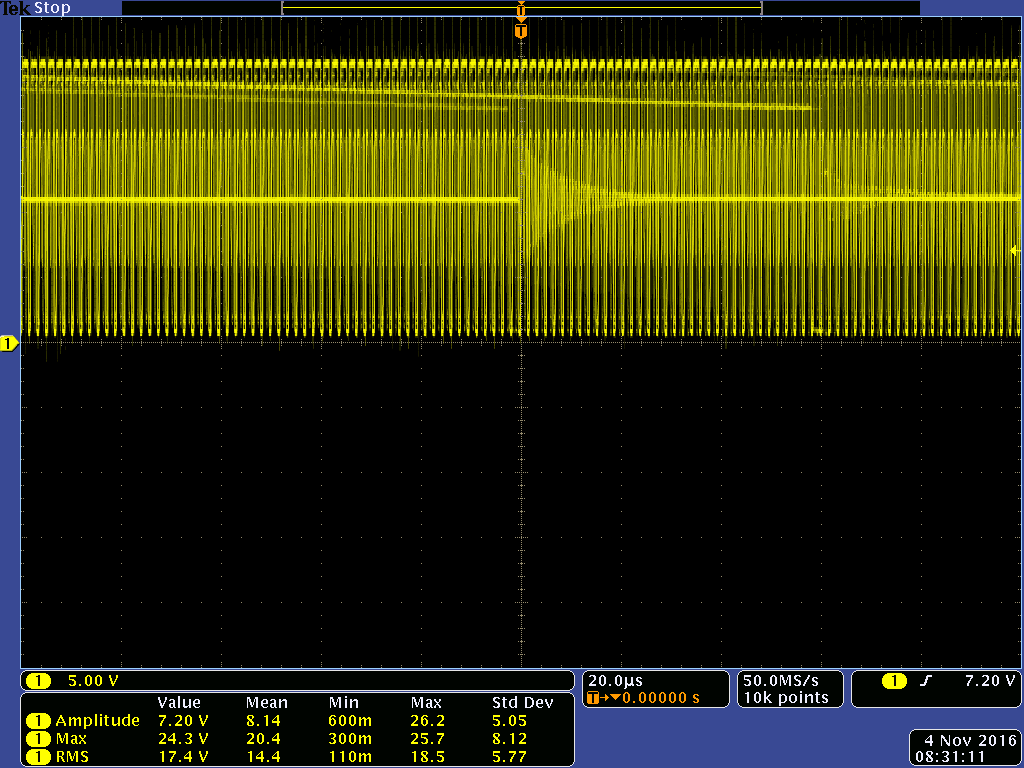 Tek Stop
T
T
1
1 5.00 V
20.0µs
T→▼0.00000 s
50.0MS/s
10k points
1 7.20 V
Value Mean Min Max Std Dev
1 Amplitude 7.20 V 8.14 600m 26.2 5.05
1 Max 24.3 V 20.4 300m 25.7 8.12
1 RMS 17.4 V 14.4 110m 18.5 5.77
4 Nov 2016
08:31:11